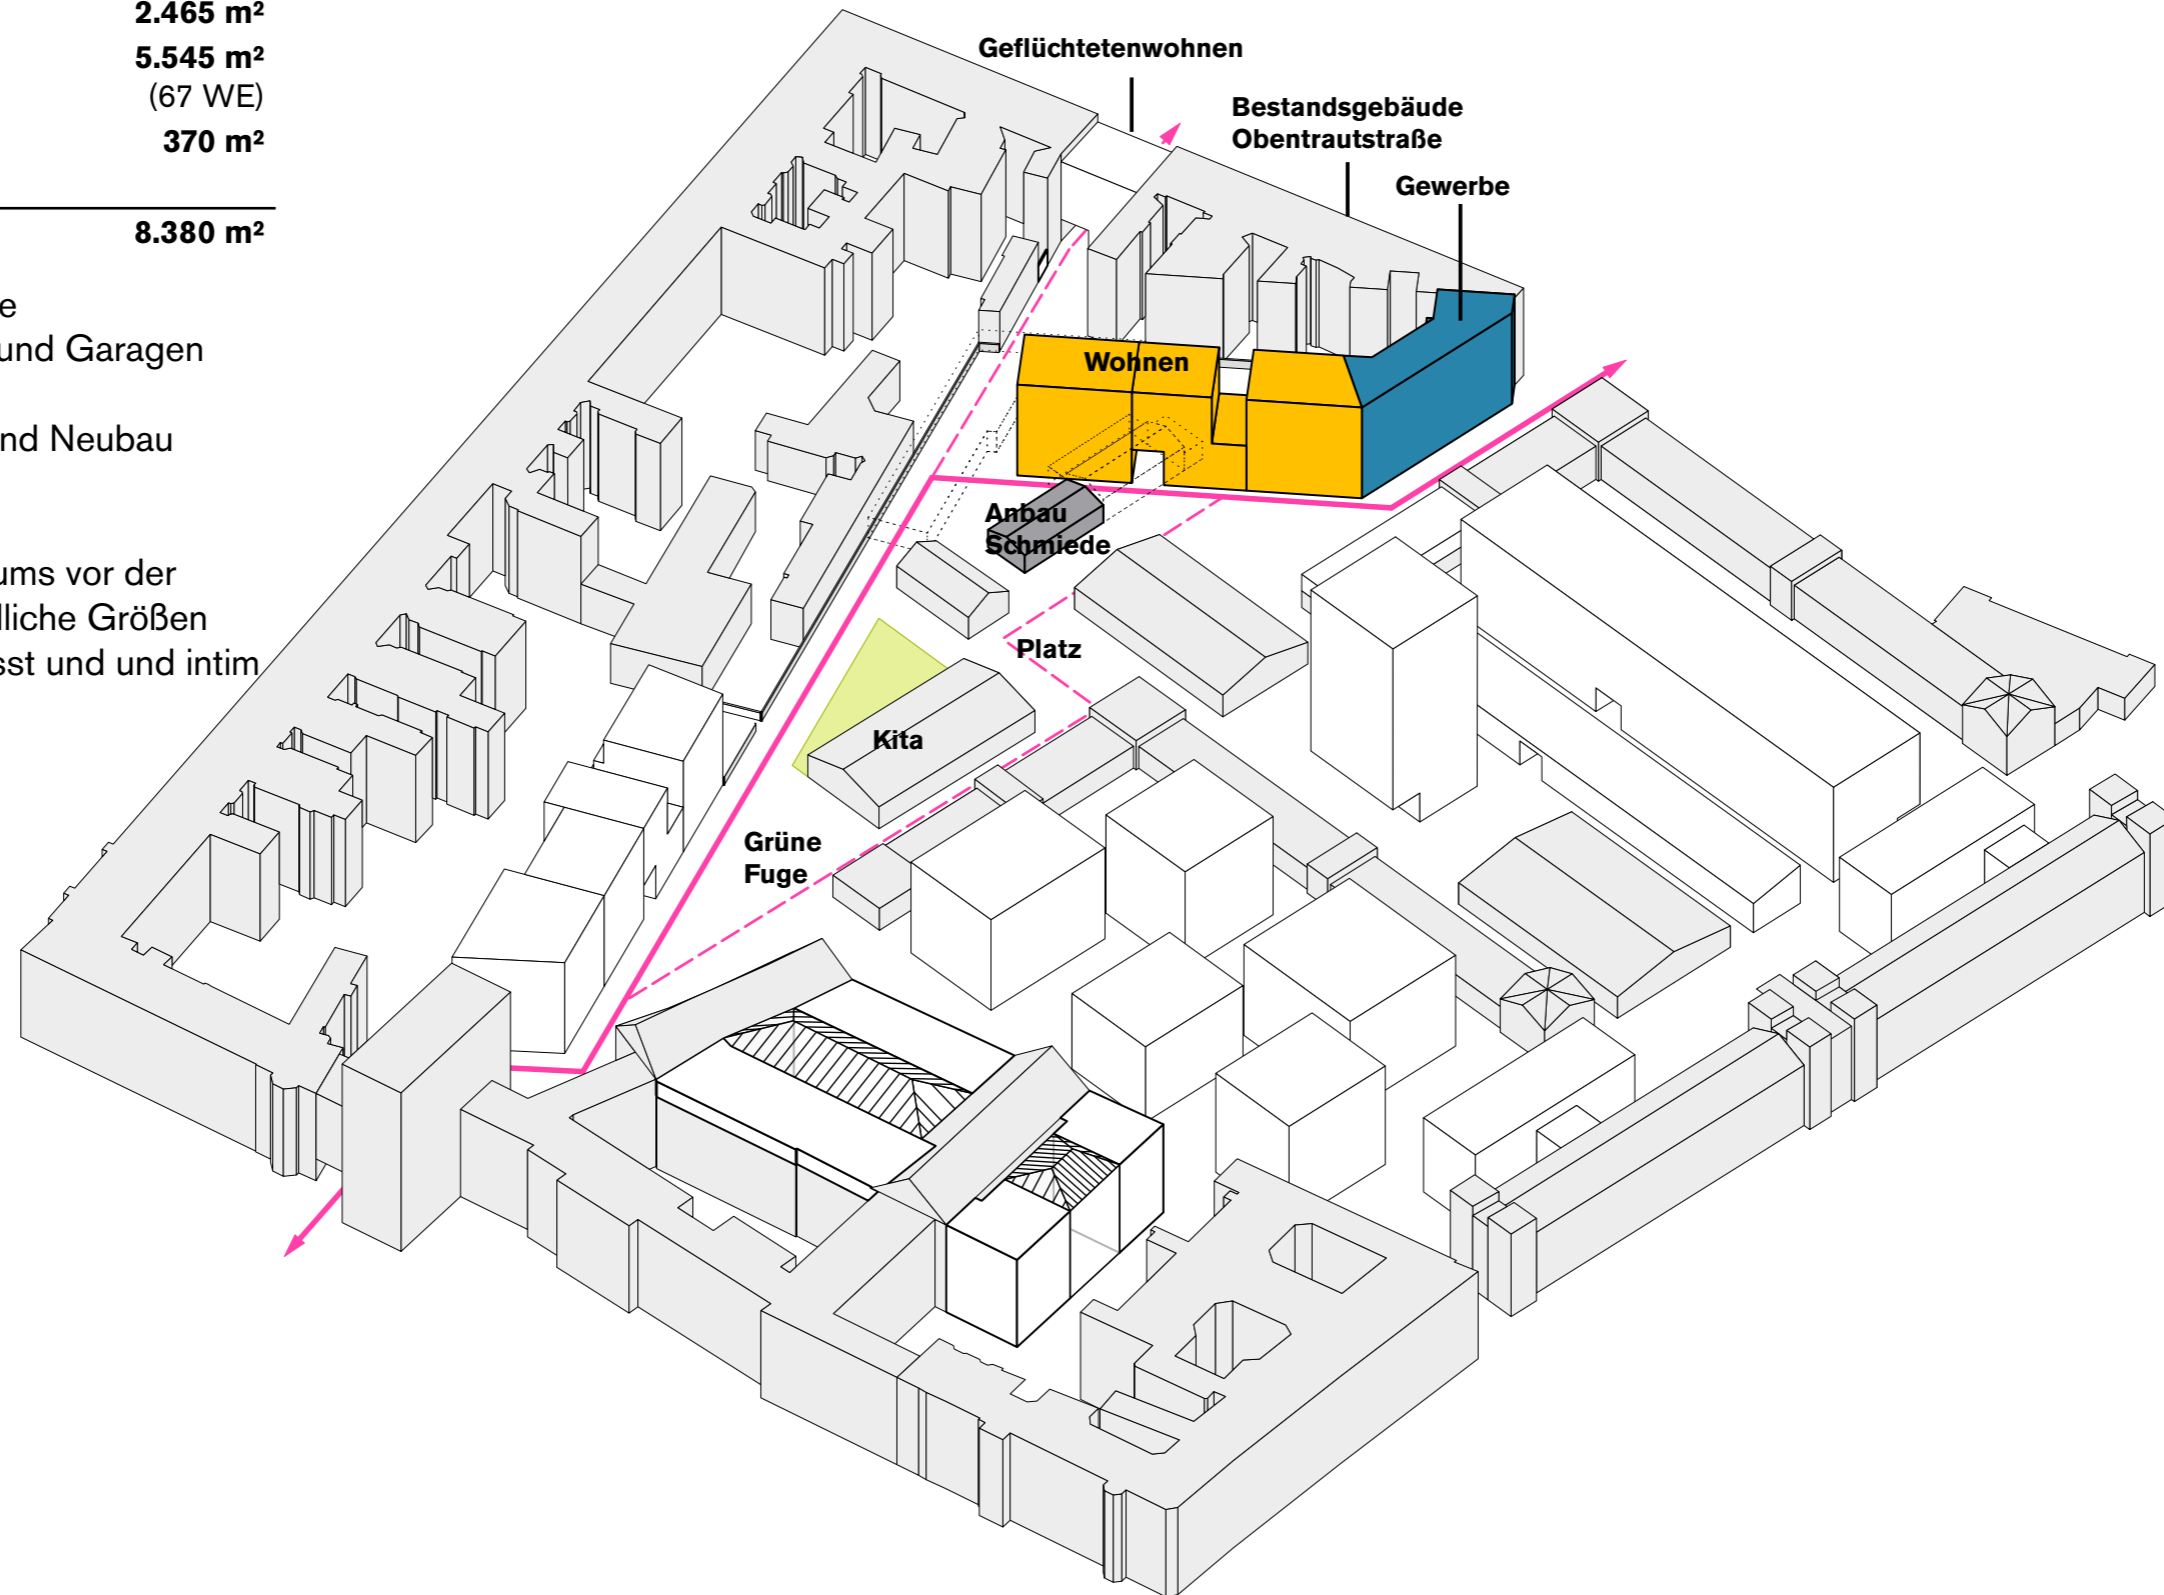 2.465 m²
5.545 m²
(67 WE)
370 m²
8.380 m²
e
und Garagen
nd Neubau
ums vor der
lliche Größen
sst und und intim
Geflüchtetenwohnen
Bestandsgebäude
Obentrautstraße
Gewerbe
Wohnen
Anbau
Schmiede
Platz
Kita
Grüne
Fuge